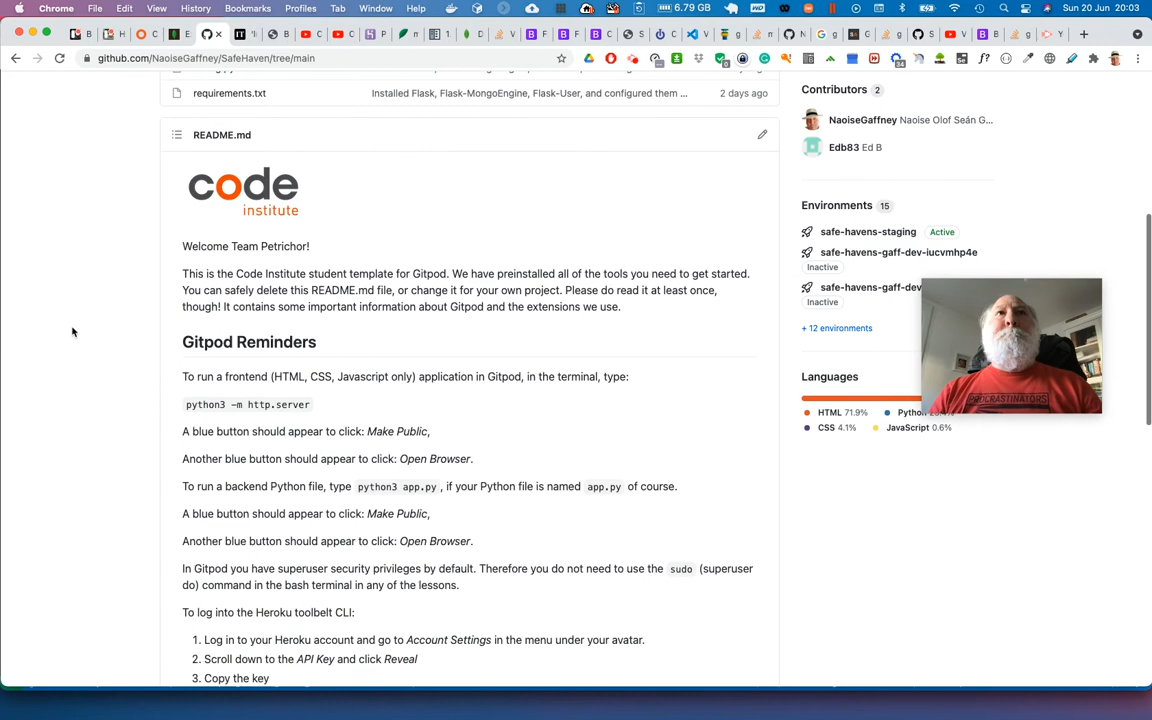 Chrome File Edit View History Bookmarks Profiles Tab Window Help 6.79 GB Sun 20 Jun 20:03
github.com/NaoiseGaffney/SafeHaven/tree/main
requirements.txt Installed Flask, Flask-MongoEngine, Flask-User, and configured them ... 2 days ago
README.md
code
institute
Welcome Team Petrichor!
This is the Code Institute student template for Gitpod. We have preinstalled all of the tools you need to get started.
You can safely delete this README.md file, or change it for your own project. Please do read it at least once,
though! It contains some important information about Gitpod and the extensions we use.
Gitpod Reminders
To run a frontend (HTML, CSS, Javascript only) application in Gitpod, in the terminal, type:
python3 -m http.server
A blue button should appear to click: Make Public,
Another blue button should appear to click: Open Browser.
To run a backend Python file, type python3 app.py, if your Python file is named app.py of course.
A blue button should appear to click: Make Public,
Another blue button should appear to click: Open Browser.
In Gitpod you have superuser security privileges by default. Therefore you do not need to use the sudo (superuser
do) command in the bash terminal in any of the lessons.
To log into the Heroku toolbelt CLI:
1. Log in to your Heroku account and go to Account Settings in the menu under your avatar.
2. Scroll down to the API Key and click Reveal
3. Copy the key
Contributors 2
NaoiseGaffney Naoise Olof Seán G...
Edb83 Ed B
Environments 15
safe-havens-staging Active
safe-havens-gaff-dev-iucvmhp4e
Inactive
safe-havens-gaff-dev
Inactive
+ 12 environments
Languages
HTML 71.9% Python
CSS 4.1% JavaScript 0.6%
PROCRASTINATORS